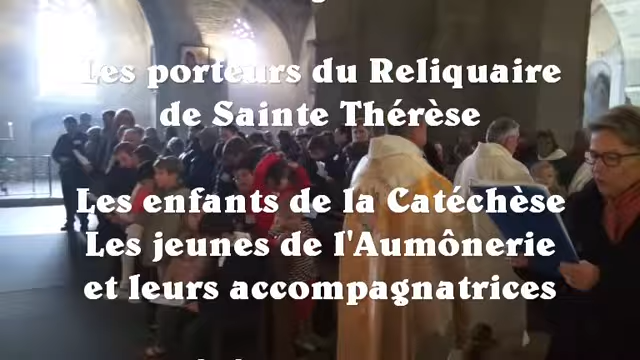 Les porteurs du Reliquaire
de Sainte Thérèse
Les enfants de la Catéchèse
Les jeunes de l'Aumônerie
et leurs accompagnatrices